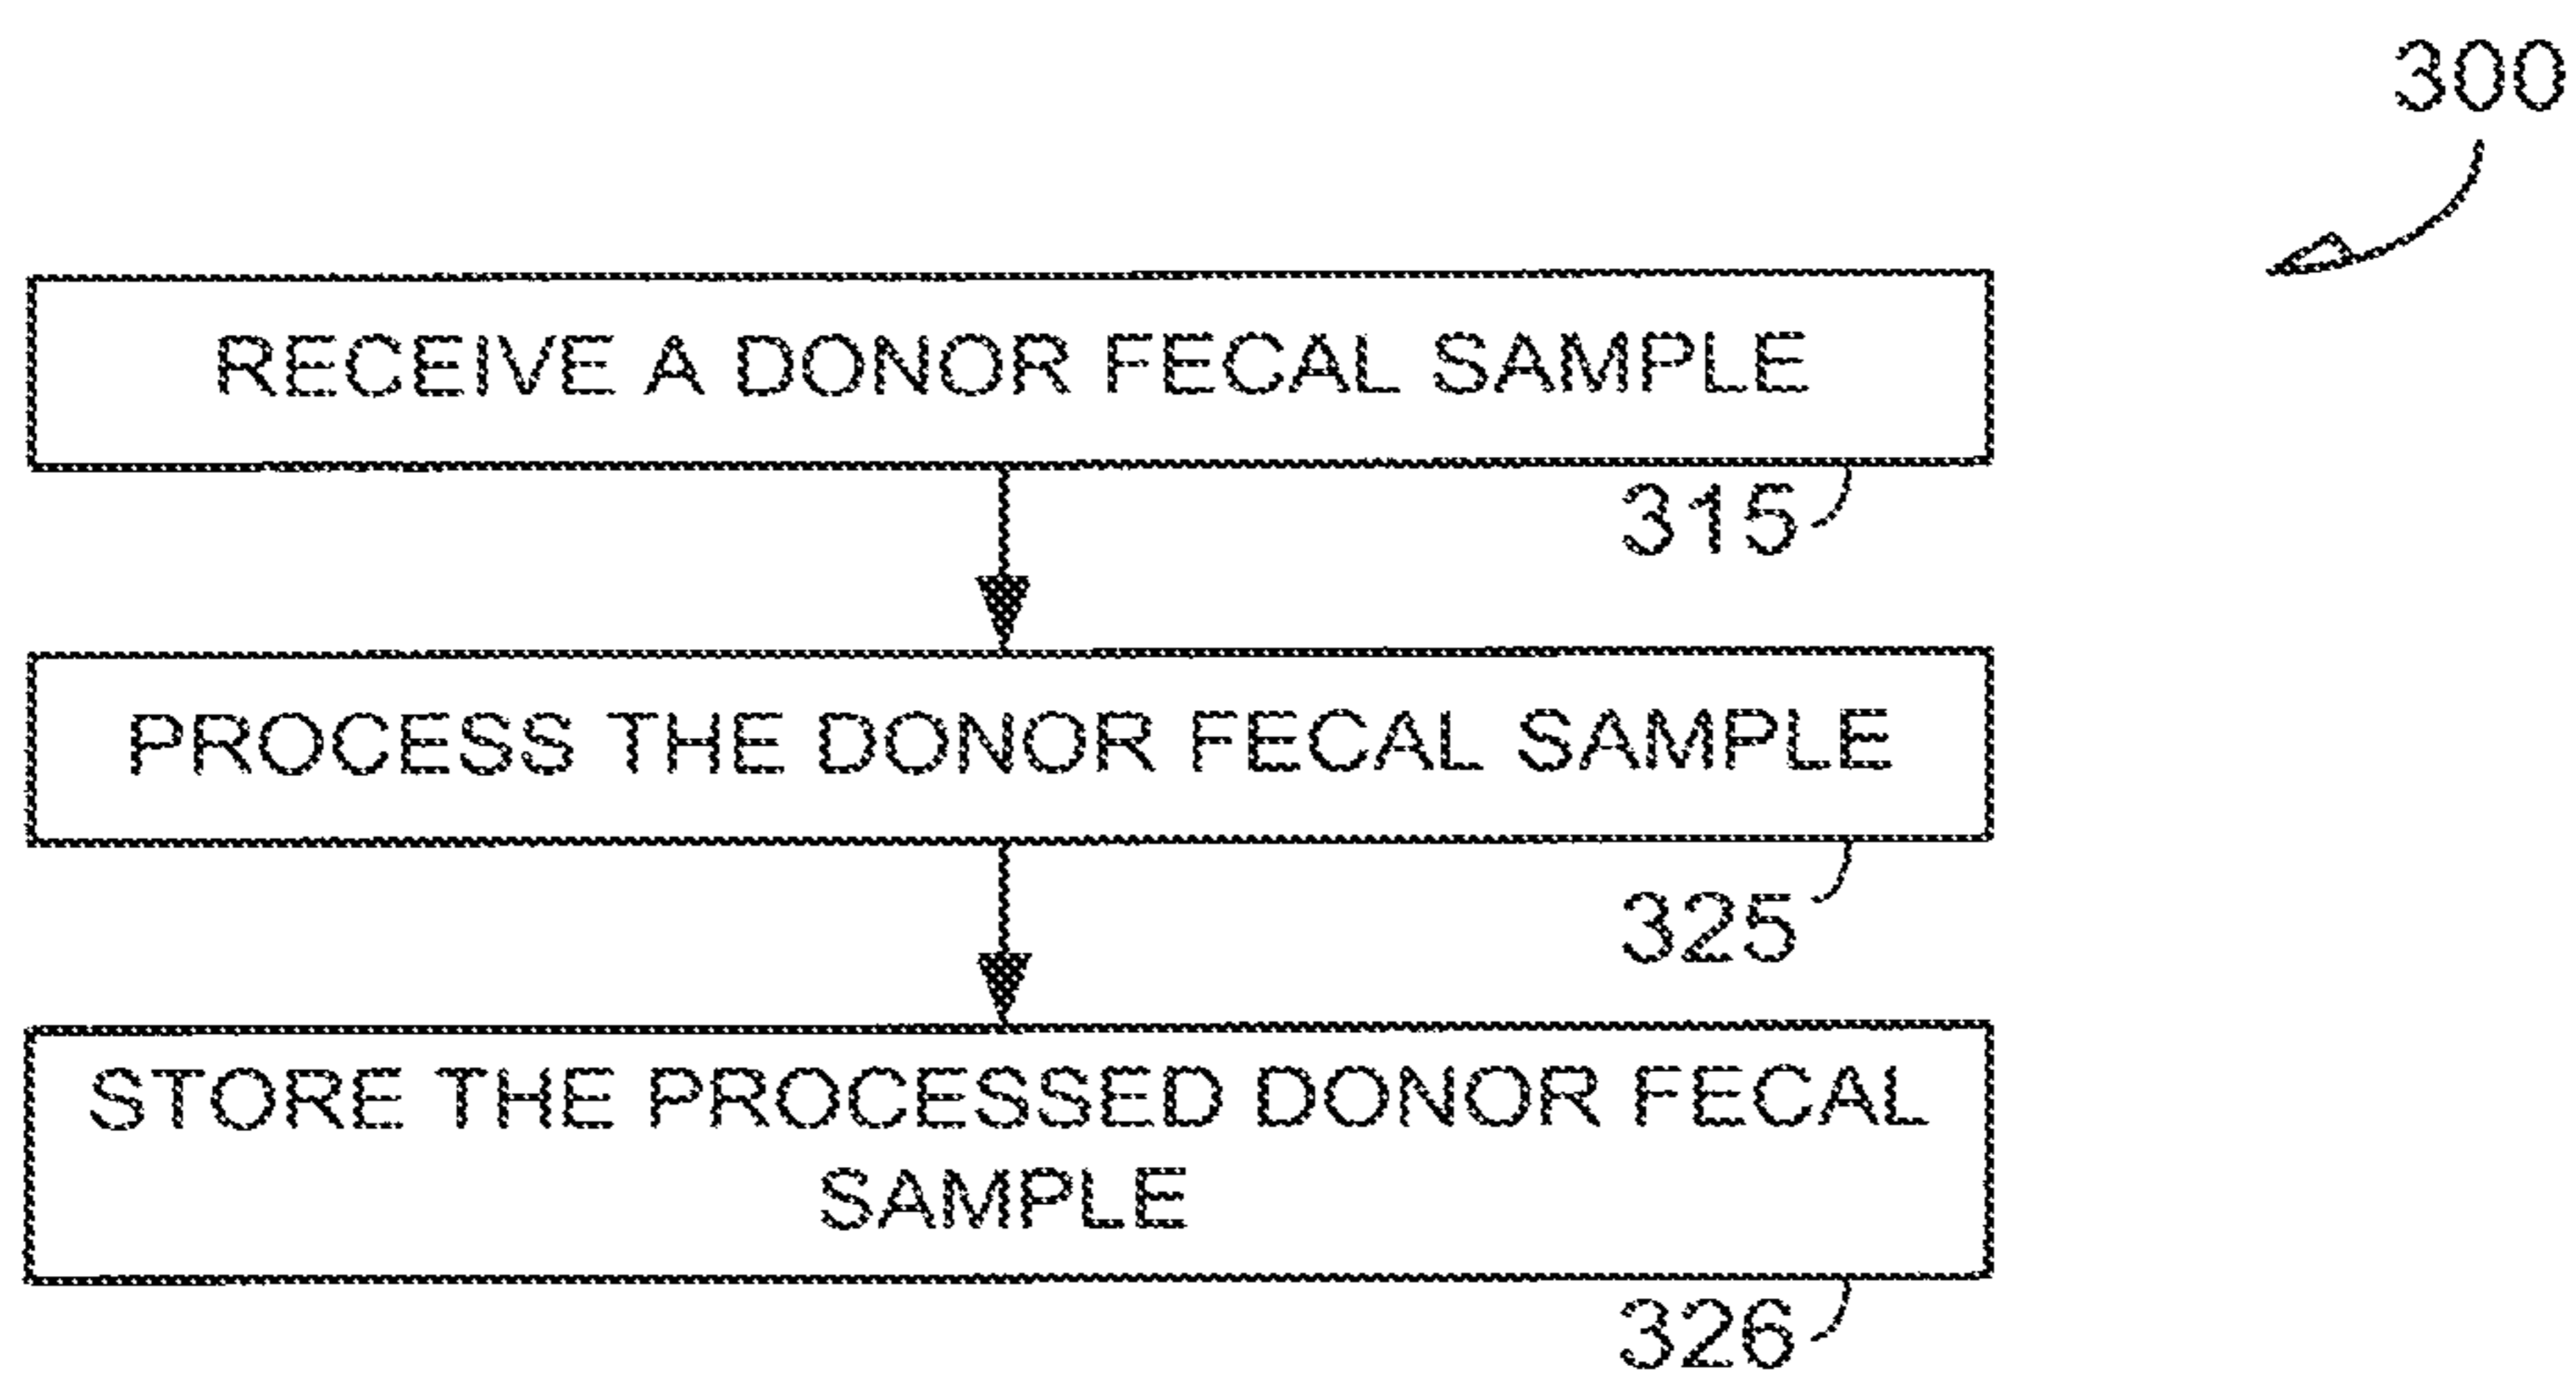 300
RECEIVE A DONOR FECAL SAMPLE
315
PROCESS THE DONOR FECAL SAMPLE
325
STORE THE PROCESSED DONOR FECAL
SAMPLE
326